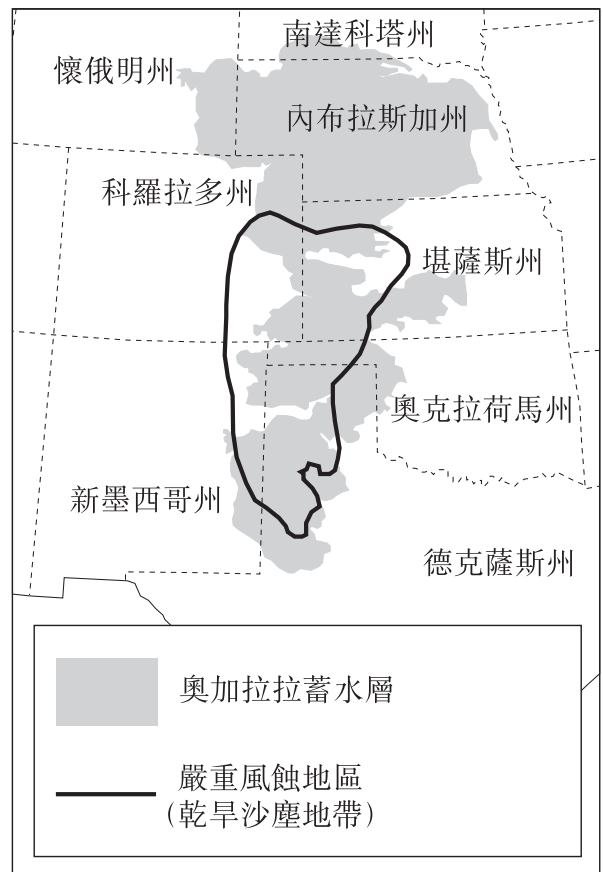 南達科塔州
懷俄明州
內布拉斯加州
科羅拉多州
堪薩斯州
奧克拉荷馬州
新墨西哥州
德克薩斯州
奧加拉拉蓄水層
嚴重風蝕地區
(乾旱沙塵地帶)